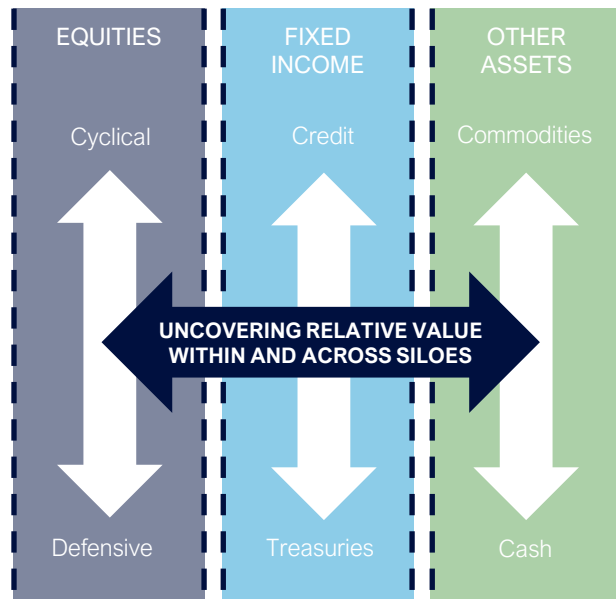 EQUITIES
FIXED
INCOME
OTHER
ASSETS
Cyclical
Credit
Commodities
UNCOVERING RELATIVE VALUE
WITHIN AND ACROSS SILOES
Defensive
Treasuries
Cash